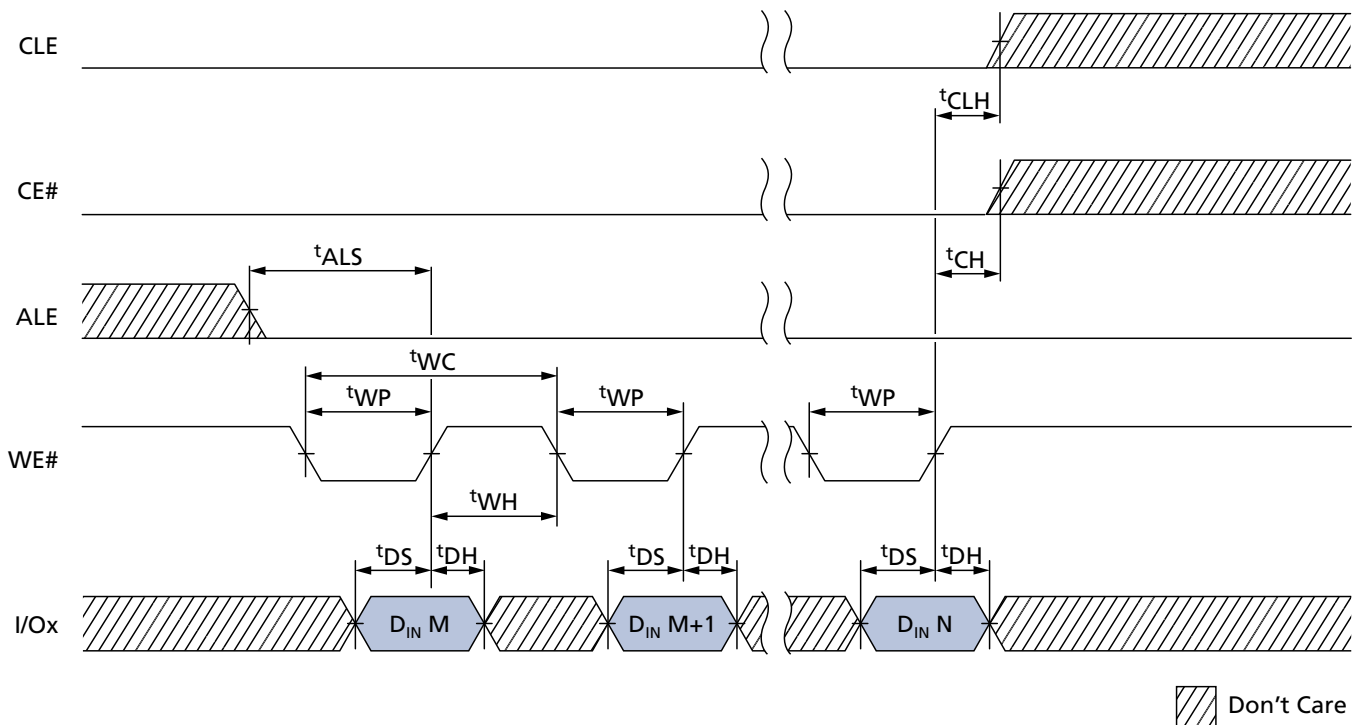 CLE
tCLH
CE#
tCH
tALS
ALE
tWC
tWP tWP tWP
WE#
tWH
tDS tDH tDS tDH tDS tDH
I/Ox DIN M DIN M+1 DIN N
Don't Care